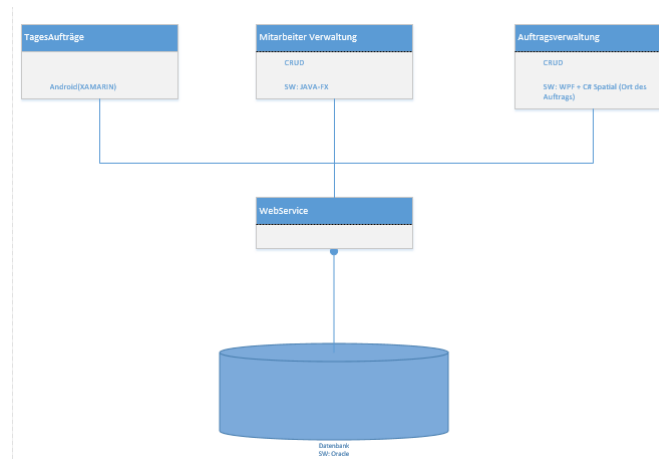 TagesAufträge
Android(XAMARIN)
Mitarbeiter Verwaltung
CRUD
SW: JAVA-FX
Auftragsverwaltung
CRUD
SW: WPF + C# Spatial (Ort des
Auftrags)
WebService
Datenbank
SW: Oracle